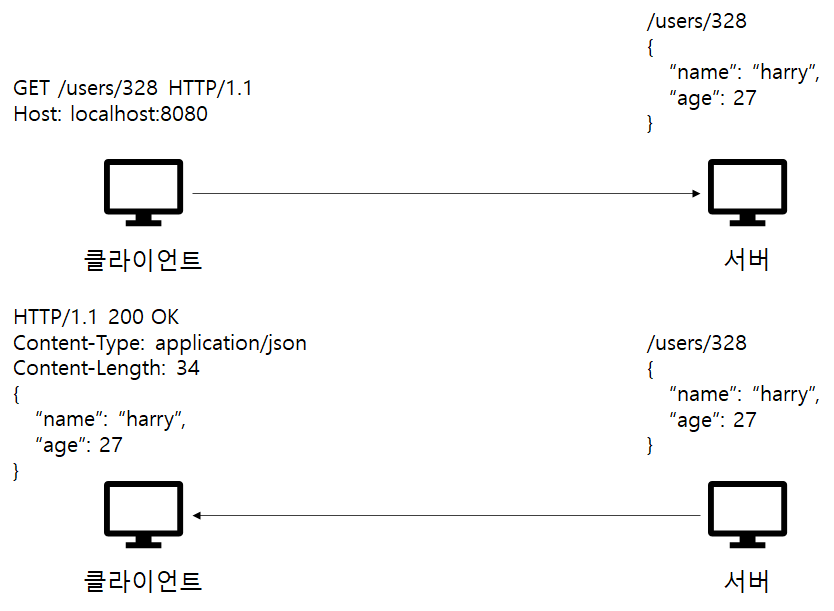 GET /users/328 HTTP/1.1
Host: localhost:8080
/users/328
{
"name": "harry",
"age": 27
}
클라이언트
서버
HTTP/1.1 200 OK
Content-Type: application/json
Content-Length: 34
{
"name": "harry",
"age": 27
}
/users/328
{
"name": "harry",
"age": 27
}
클라이언트
서버